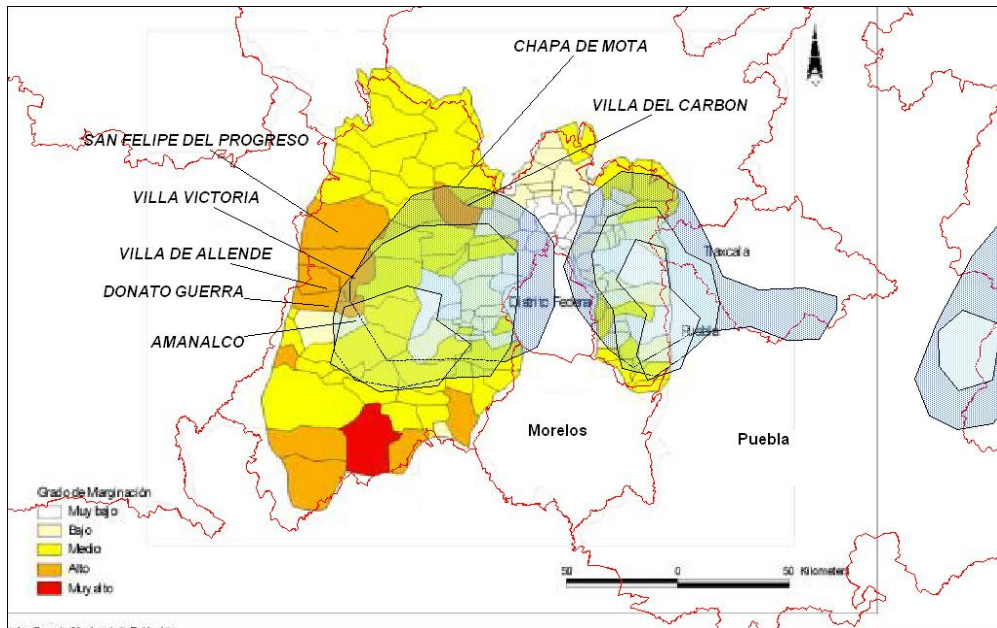 CHAPA DE MOTA
VILLA DEL CARBON
SAN FELIPE DEL PROGRESO
VILLA VICTORIA
VILLA DE ALLENDE
DONATO GUERRA
AMANALCO
Tlaxcala
Distrito Federal
Puebla
Morelos
Puebla
Grado de Marginación
Muy bajo
Bajo
Medio
Alto
Muy alto
50 0 50 Kilometers